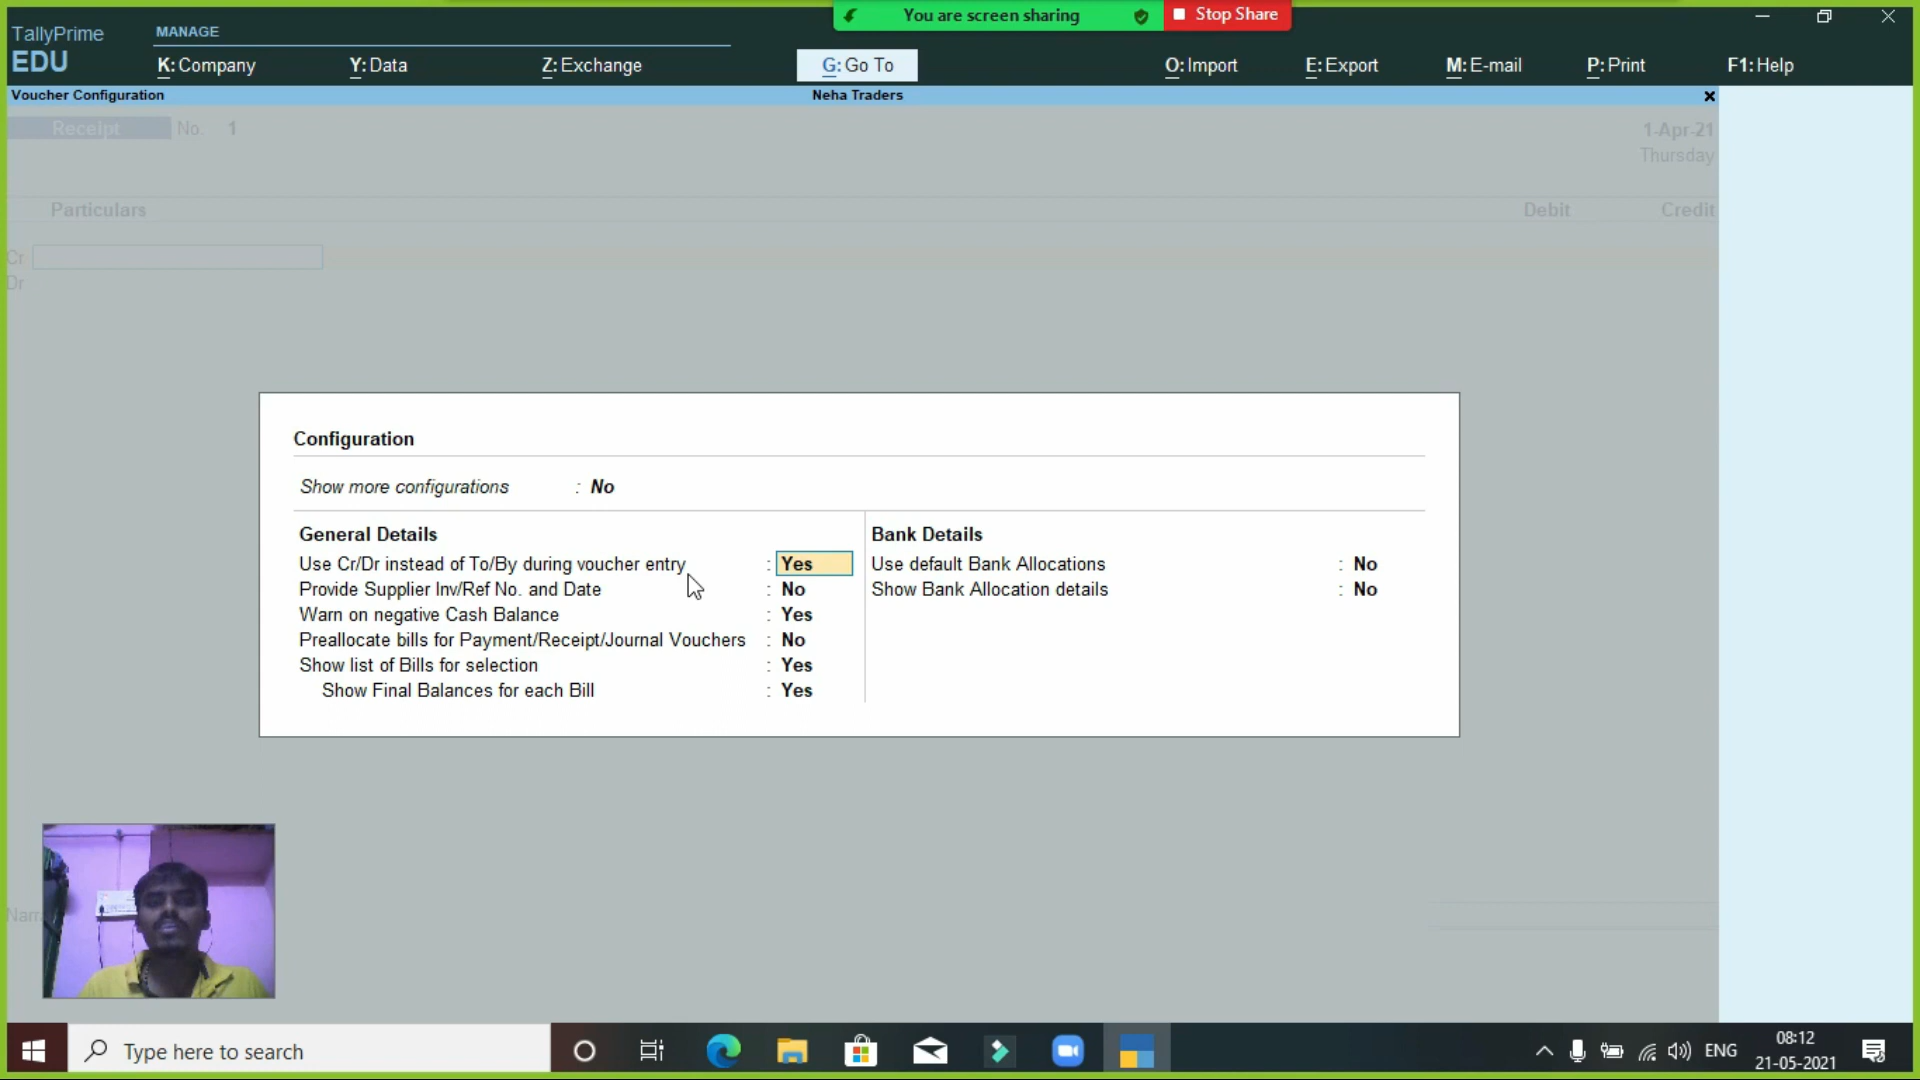 You are screen sharing
Stop Share
TallyPrime
EDU
MANAGE
K: Company
Y: Data
Z: Exchange
G: Go To
O: Import
E: Export
M: E-mail
P: Print
F1: Help
Voucher Configuration
Neha Traders
Receipt No. 1
1-Apr-21
Thursday
Particulars
Debit
Credit
Cr
Dr
Configuration
Show more configurations : No
General Details
Use Cr/Dr instead of To/By during voucher entry : Yes
Provide Supplier Inv/Ref No. and Date : No
Warn on negative Cash Balance : Yes
Preallocate bills for Payment/Receipt/Journal Vouchers : No
Show list of Bills for selection : Yes
Show Final Balances for each Bill : Yes
Bank Details
Use default Bank Allocations : No
Show Bank Allocation details : No
Type here to search
ENG
08:12
21-05-2021